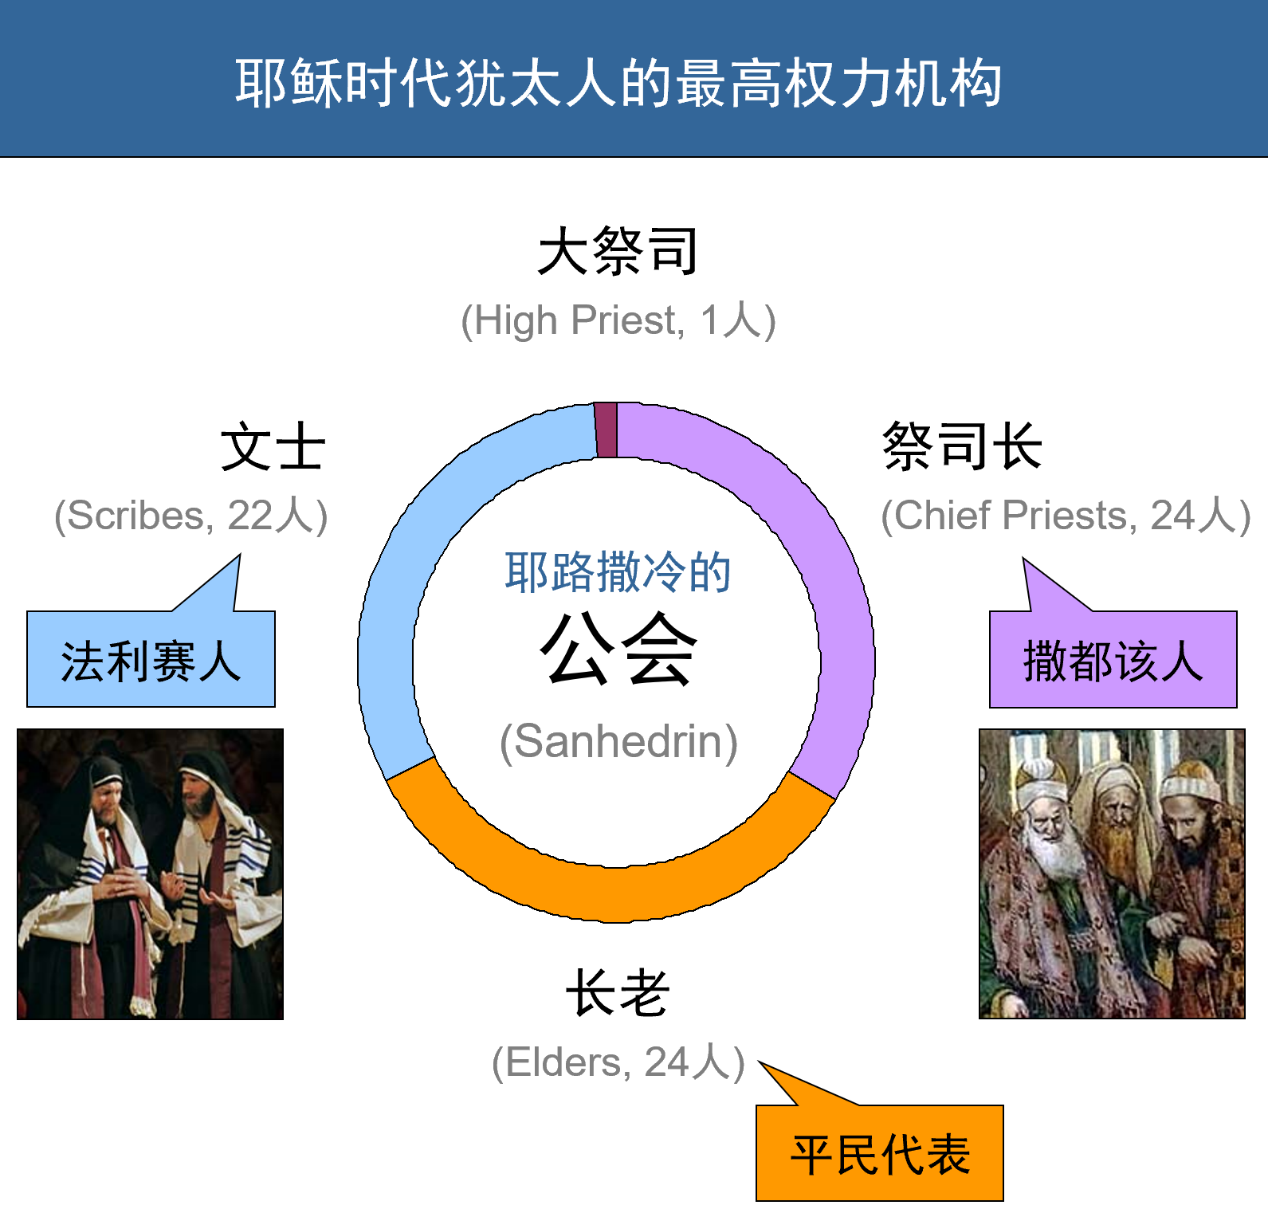 耶稣时代犹太人的最高权力机构
大祭司
(High Priest, 1人)
文士
(Scribes, 22人)
祭司长
(Chief Priests, 24人)
耶路撒冷的
公会
(Sanhedrin)
法利赛人
撒都该人
长老
(Elders, 24人)
平民代表